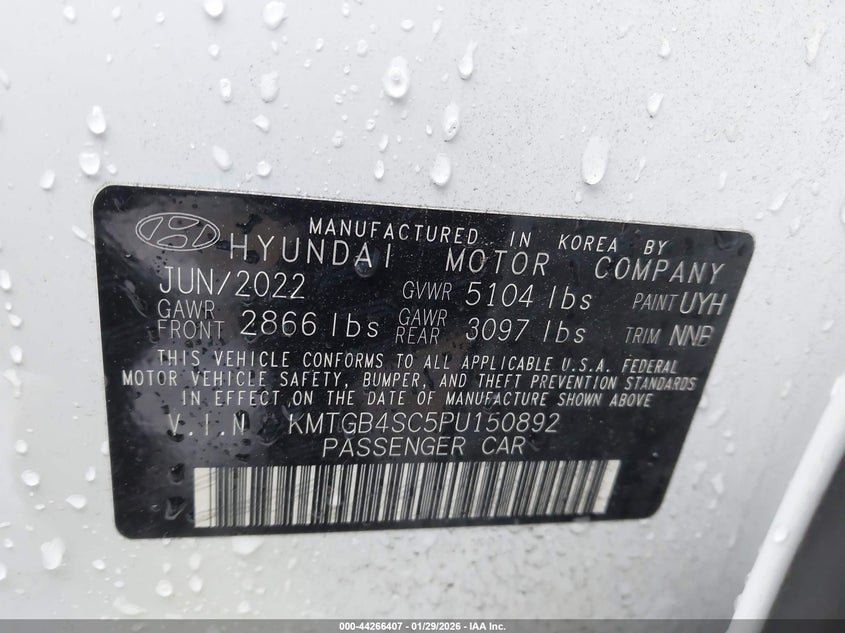 MANUFACTURED IN KOREA BY
HYUNDAI MOTOR COMPANY
JUN/2022 GVWR 5104 lbs PAINT UYH
GAWR FRONT 2866 lbs GAWR REAR 3097 lbs TRIM NNB
THIS VEHICLE CONFORMS TO ALL APPLICABLE U.S.A. FEDERAL
MOTOR VEHICLE SAFETY, BUMPER, AND THEFT PREVENTION STANDARDS
IN EFFECT ON THE DATE OF MANUFACTURE SHOWN ABOVE
V.I.N KMTGB4SC5PU150892
PASSENGER CAR
000-44266407 - 01/29/2026 - IAA Inc.